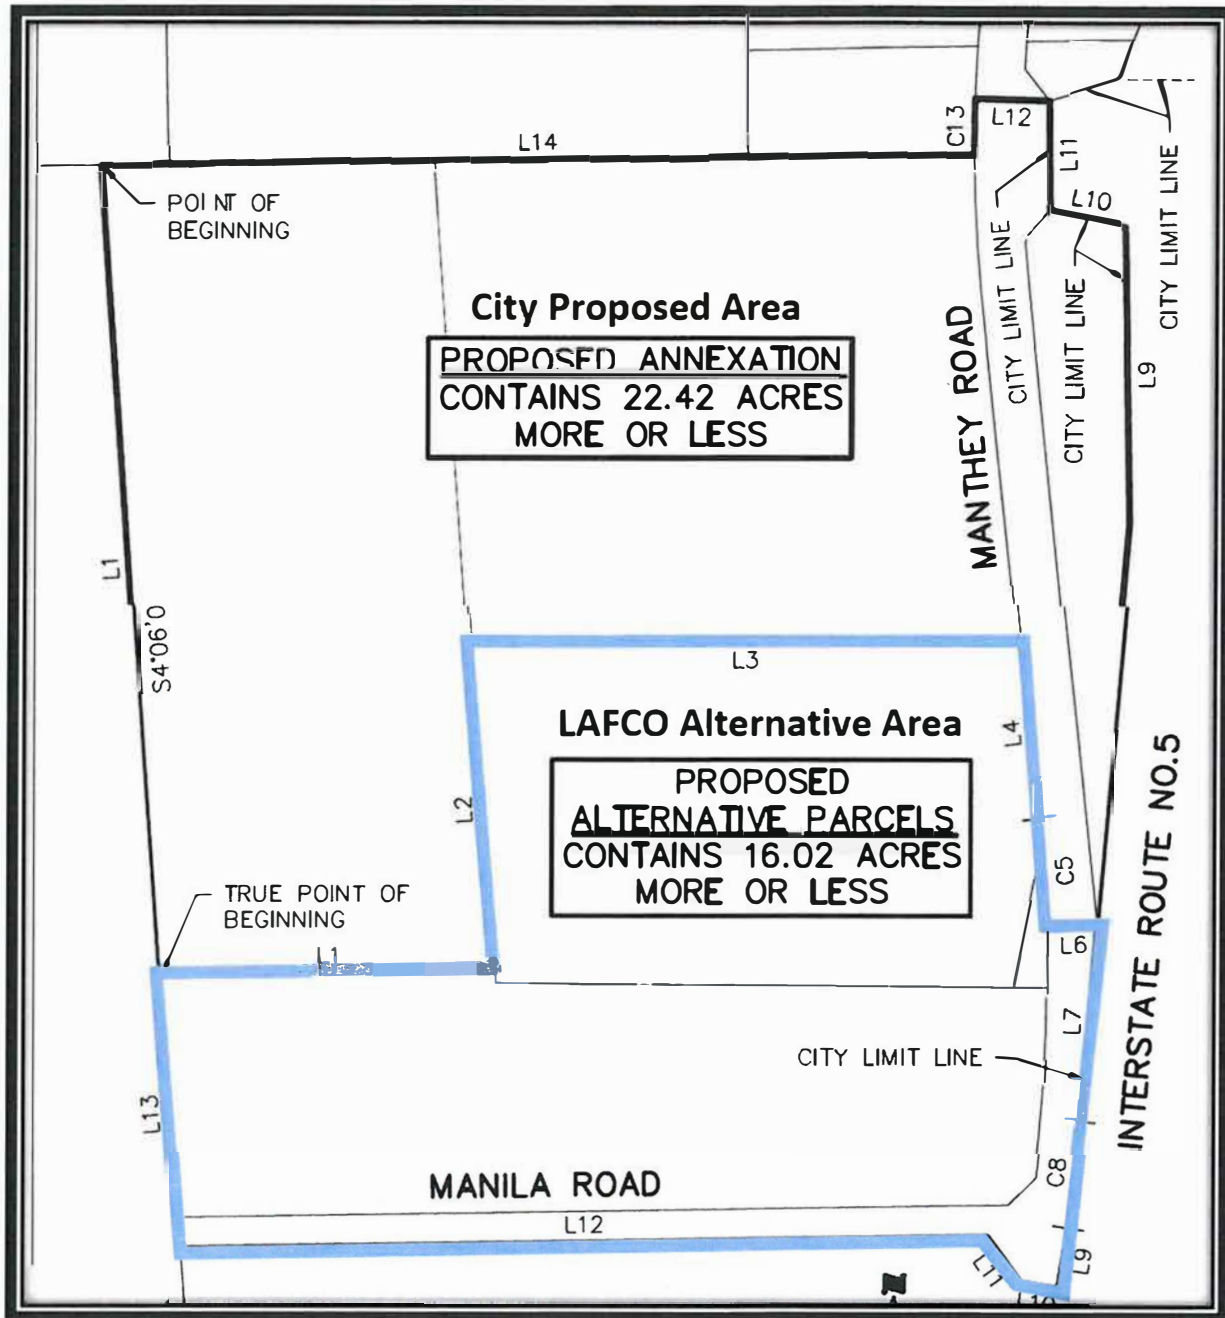 L12
C13
L14
L11
L10
POINT OF
BEGINNING
CITY LIMIT LINE
CITY LIMIT LINE
CITY LIMIT LINE
City Proposed Area
PROPOSED ANNEXATION
CONTAINS 22.42 ACRES
MORE OR LESS
MANTHEY ROAD
L9
L1
S4°06'0
L3
LAFCO Alternative Area
L4
PROPOSED
ALTERNATIVE PARCELS
CONTAINS 16.02 ACRES
MORE OR LESS
L2
C5
INTERSTATE ROUTE NO.5
TRUE POINT OF
BEGINNING
L1
L6
L7
CITY LIMIT LINE
L13
C8
MANILA ROAD
L12
L9
L11
L10